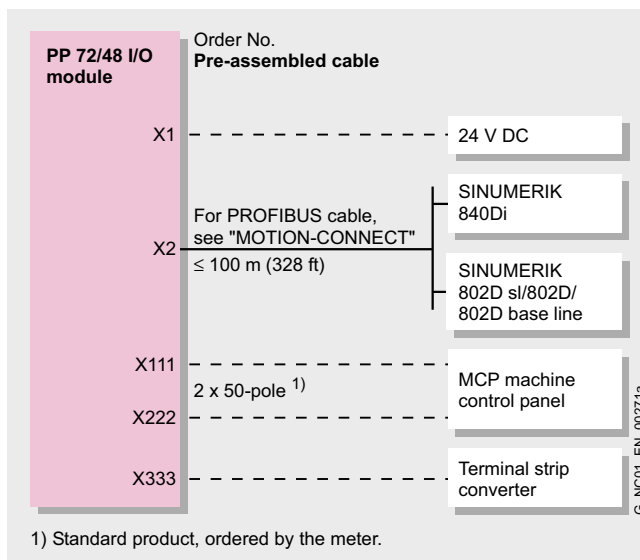 PP 72/48 I/O
module
Order No.
Pre-assembled cable
X1
24 V DC
SINUMERIK
840Di
For PROFIBUS cable,
see "MOTION-CONNECT"
X2
≤ 100 m (328 ft)
SINUMERIK
802D sl/802D/
802D base line
X111
2 x 50-pole 1)
MCP machine
control panel
X222
X333
Terminal strip
converter
G_NC01_EN_00271a
1) Standard product, ordered by the meter.